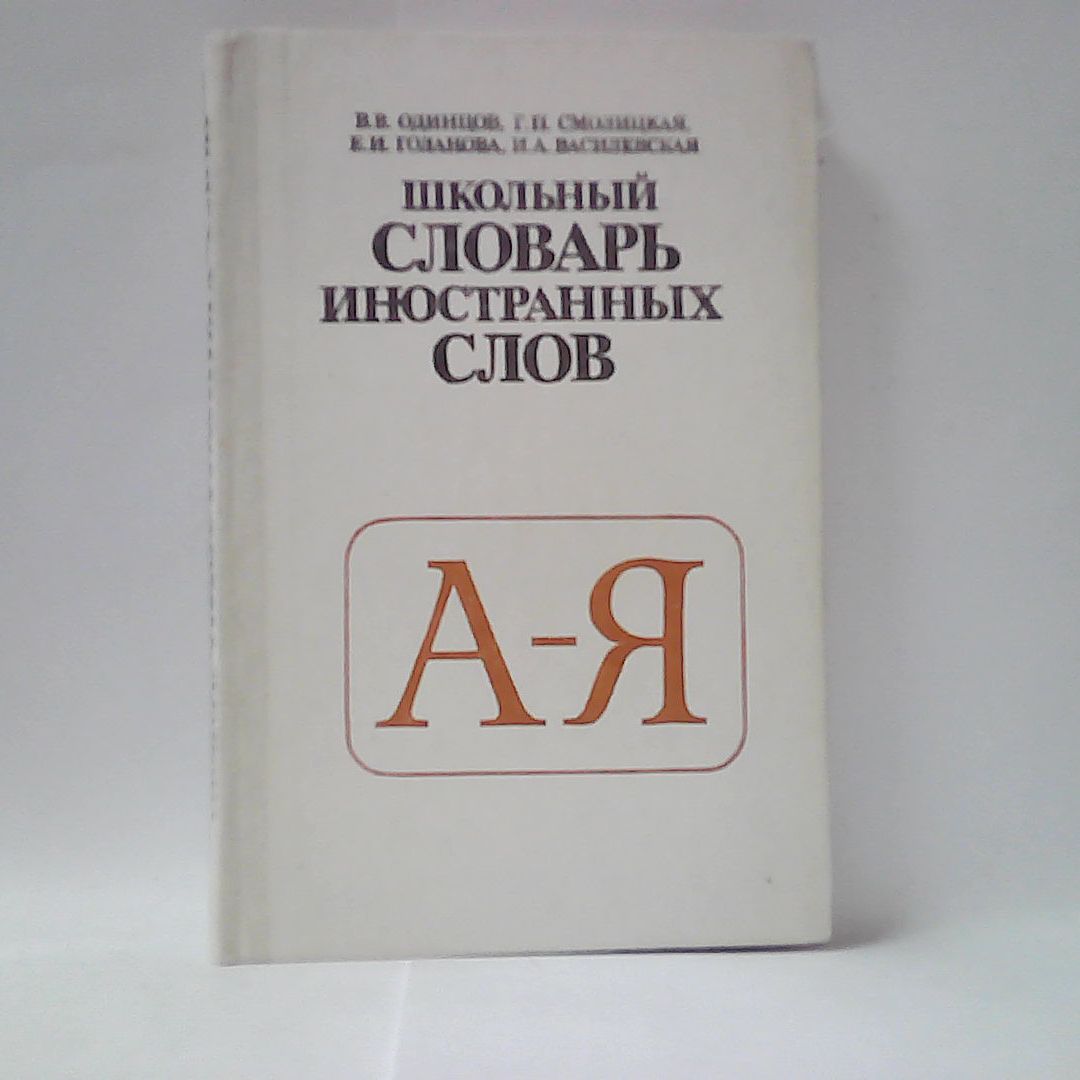 В. В. ОДИНЦОВ, Г. П. СМОЛИЦКАЯ,
Е. И. ГОЛАНОВА, И. А. ВАСИЛЕВСКАЯ
ШКОЛЬНЫЙ
СЛОВАРЬ
ИНОСТРАННЫХ
СЛОВ
А-Я